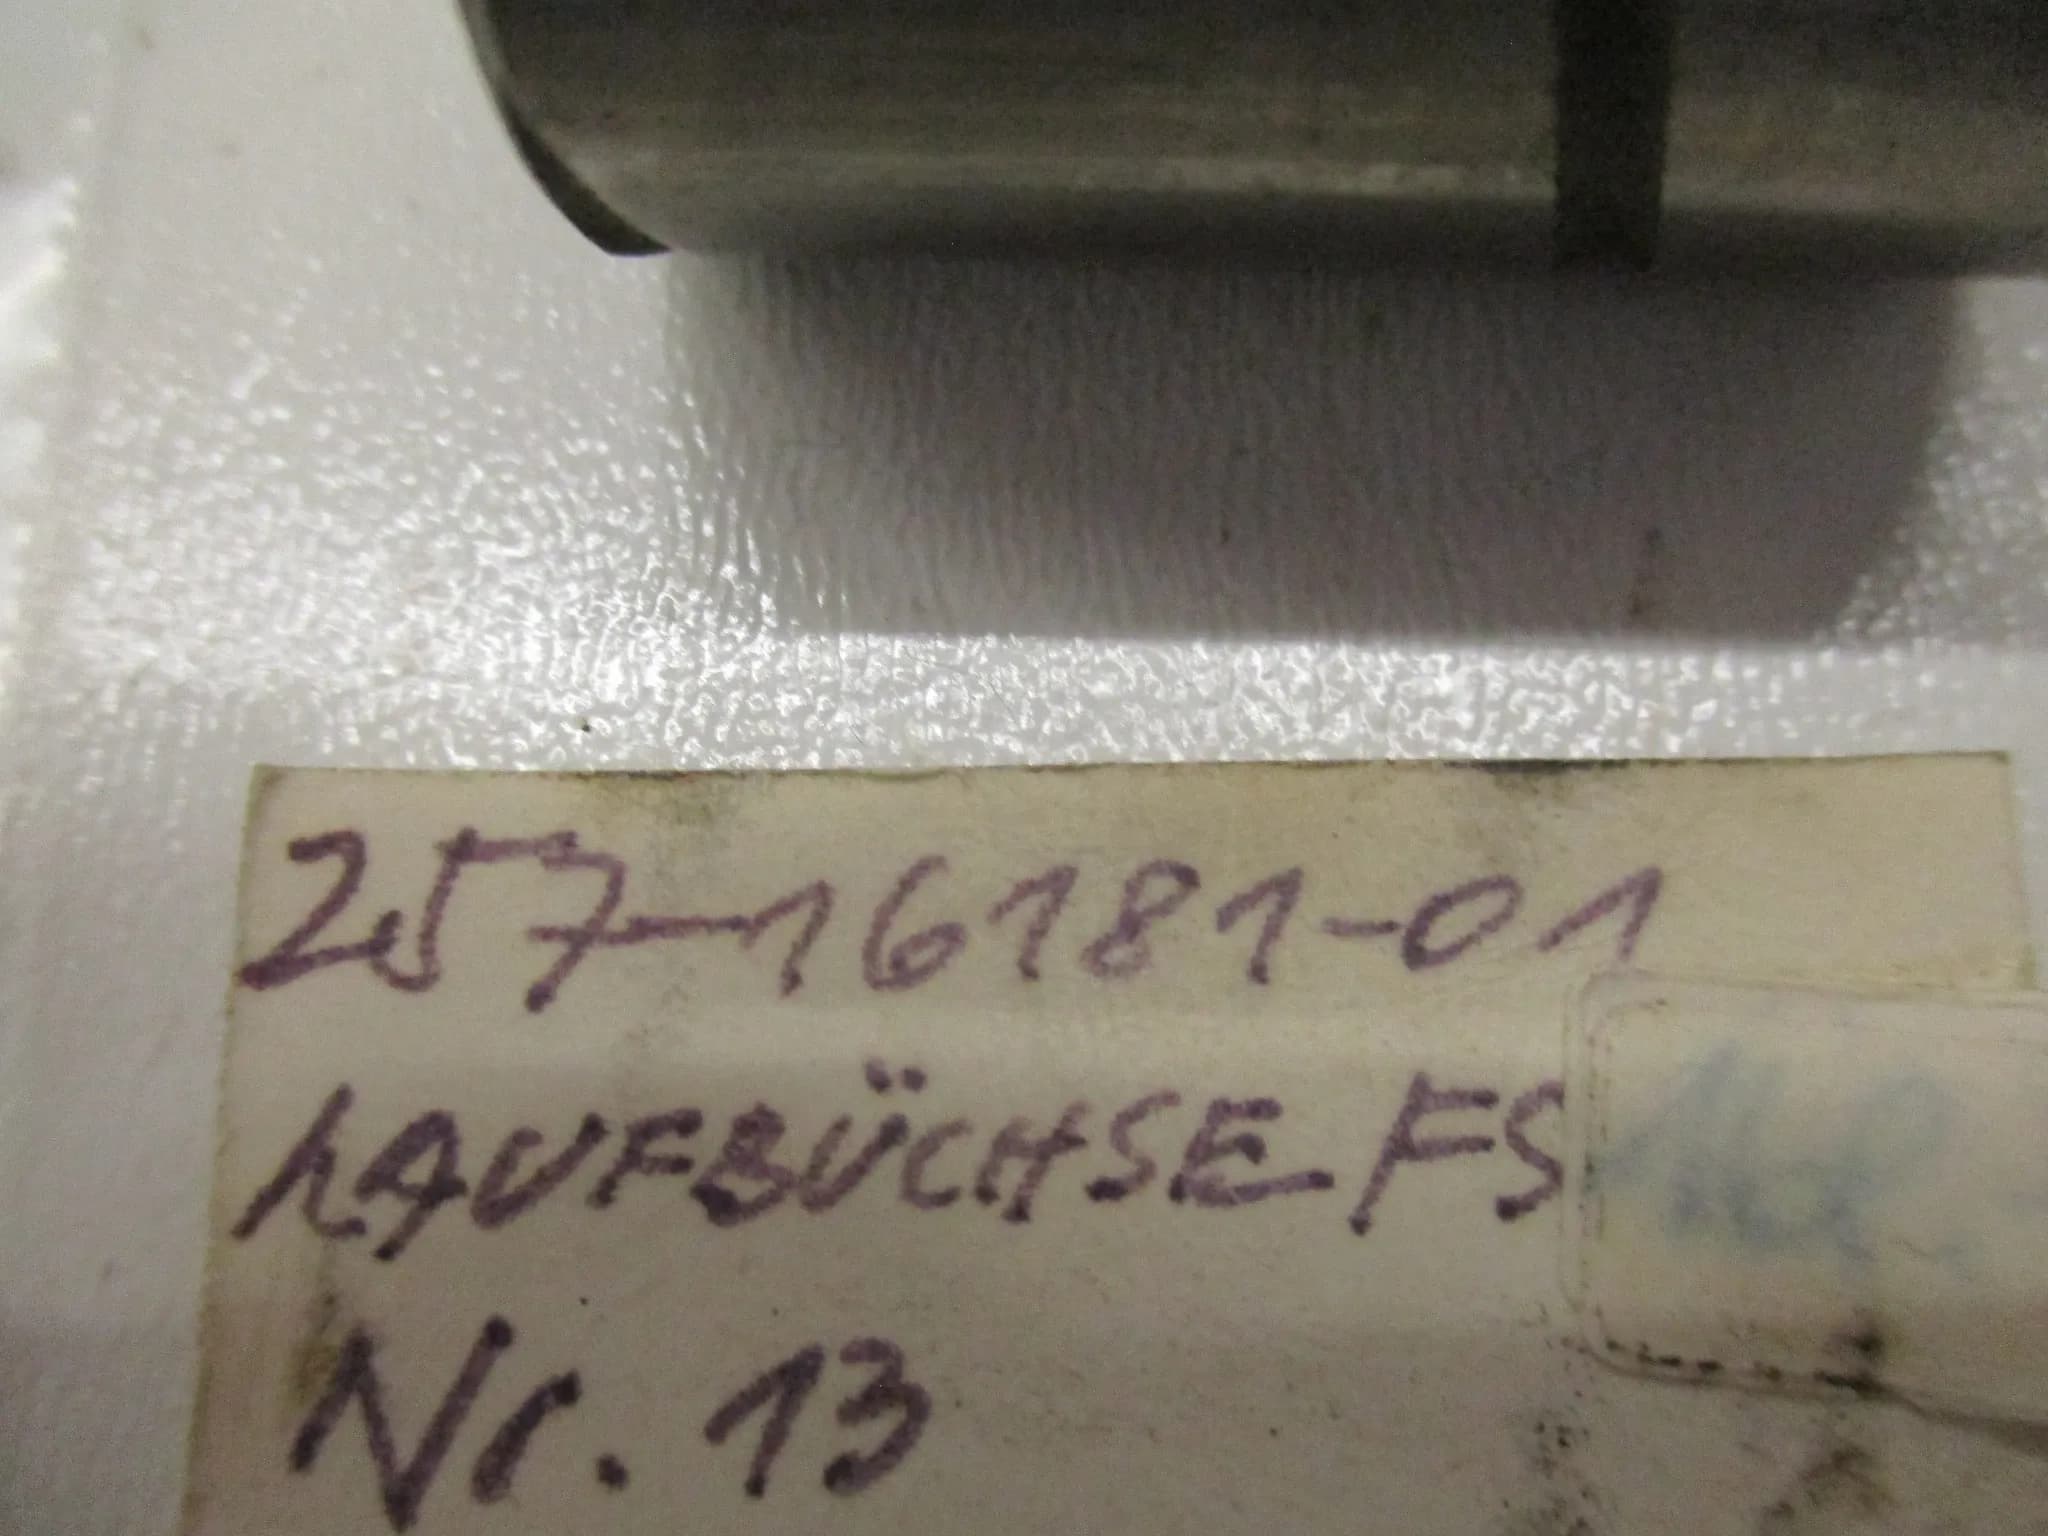 257-16181-01
LAUFBÜCHSE FS
Nr. 13